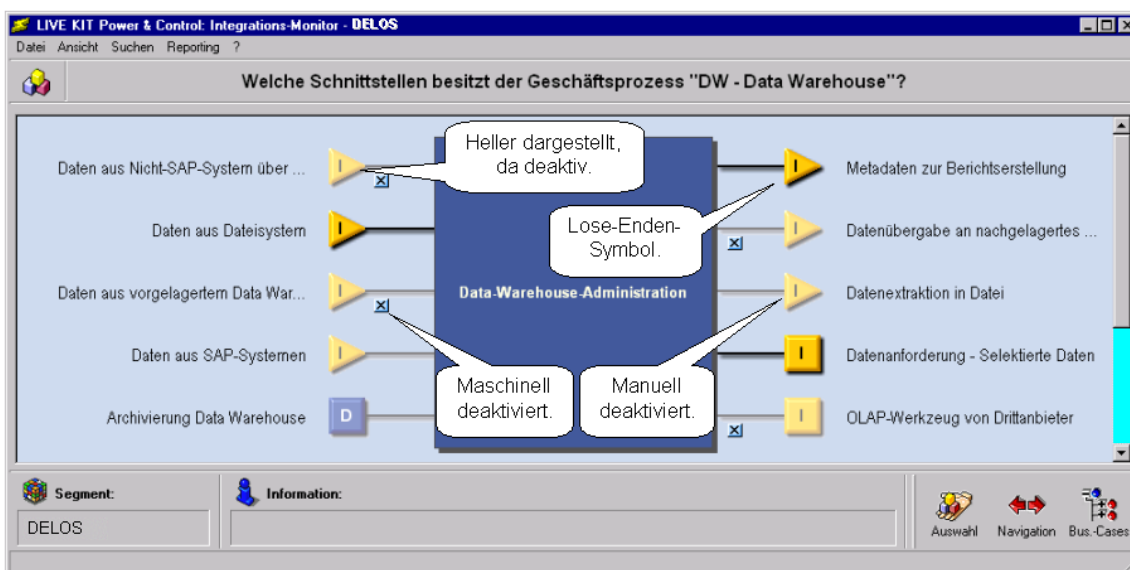 LIVE KIT Power & Control: Integrations-Monitor - DELOS
Datei Ansicht Suchen Reporting ?
Welche Schnittstellen besitzt der Geschäftsprozess "DW - Data Warehouse"?
Heller dargestellt,
da deaktiv.
Daten aus Nicht-SAP-System über ...
I
I
Metadaten zur Berichtserstellung
Daten aus Dateisystem
I
Lose-Enden-
Symbol.
I
Datenübergabe an nachgelagertes ...
Daten aus vorgelagertem Data War...
I
Data-Warehouse-Administration
I
Datenextraktion in Datei
Daten aus SAP-Systemen
I
I
Datenanforderung - Selektierte Daten
Maschinell
deaktiviert.
Manuell
deaktiviert.
Archivierung Data Warehouse
D
I
OLAP-Werkzeug von Drittanbieter
Segment:
DELOS
Information:
Auswahl
Navigation
Bus.-Cases